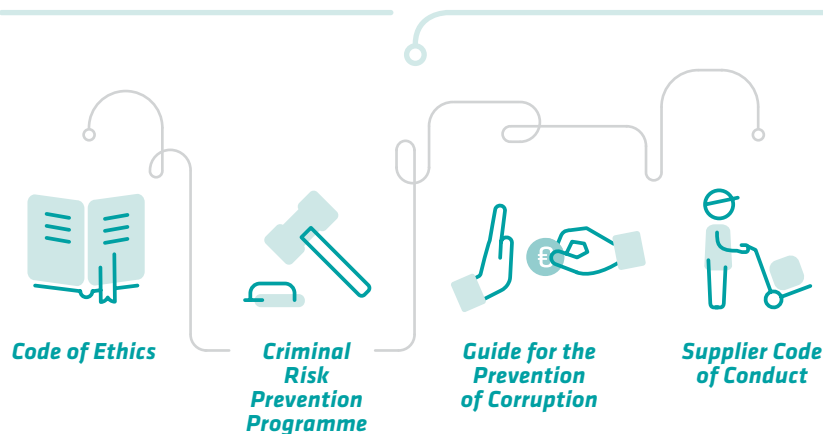 €
Code of Ethics
Criminal
Risk
Prevention
Programme
Guide for the
Prevention
of Corruption
Supplier Code
of Conduct